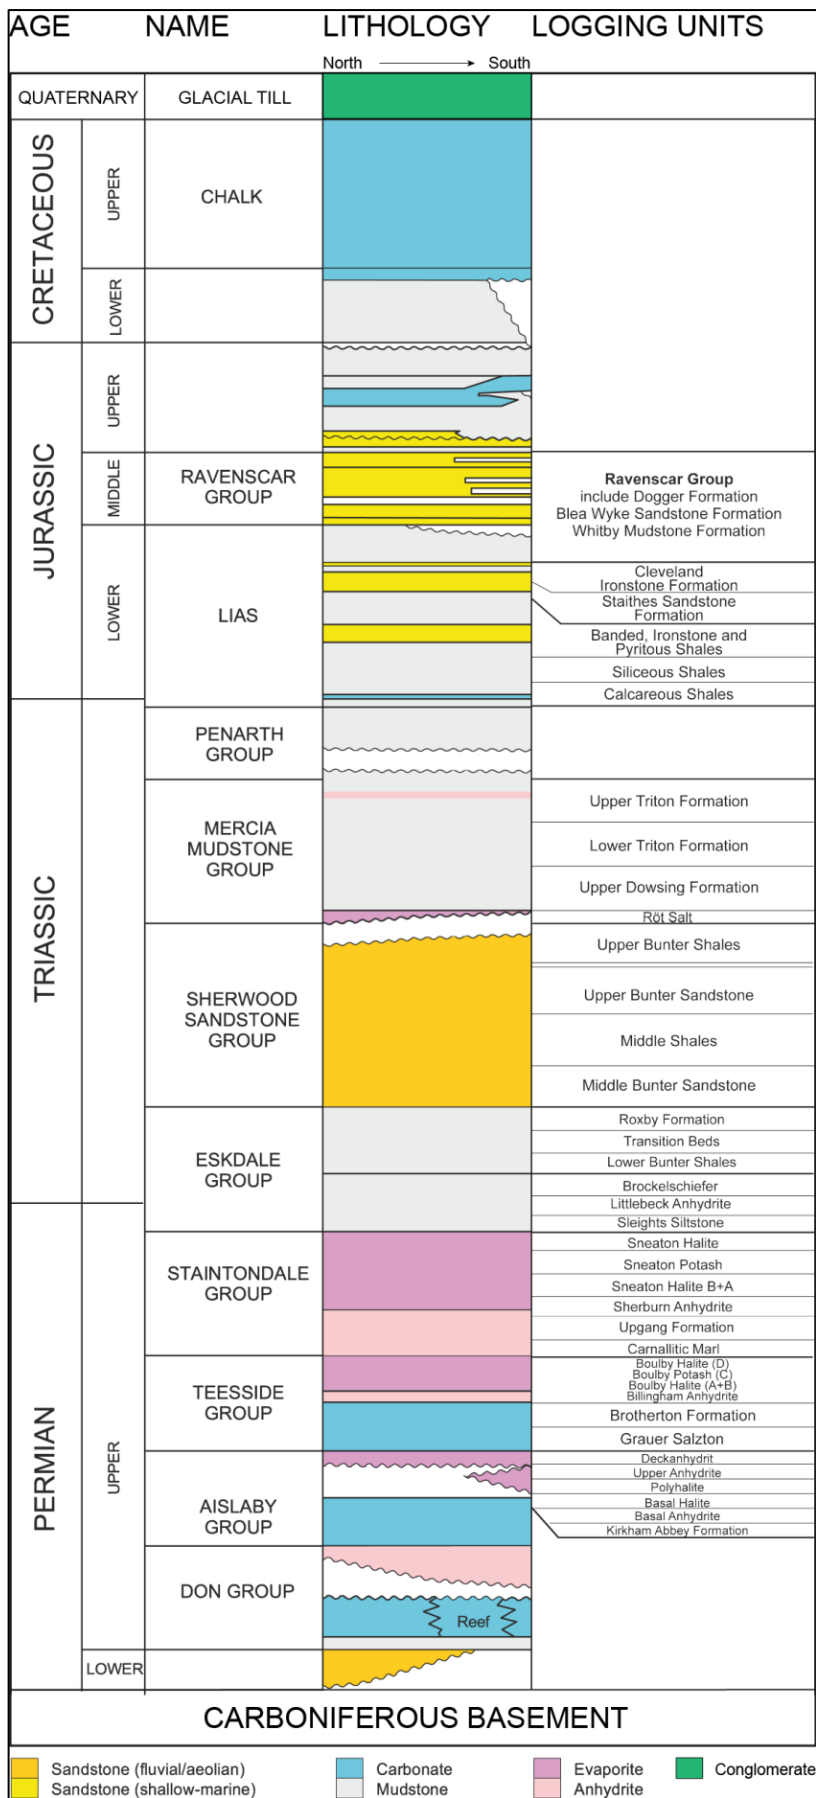 AGE NAME LITHOLOGY LOGGING UNITS
North South
QUATERNARY GLACIAL TILL
CRETACEOUS
UPPER
CHALK
LOWER
JURASSIC
UPPER
MIDDLE
RAVENSCAR
GROUP
Ravenscar Group
include Dogger Formation
Blea Wyke Sandstone Formation
Whitby Mudstone Formation
LOWER
LIAS
Cleveland
Ironstone Formation
Staithes Sandstone
Formation
Banded, Ironstone and
Pyritous Shales
Siliceous Shales
Calcareous Shales
TRIASSIC
PENARTH
GROUP
MERCIA
MUDSTONE
GROUP
Upper Triton Formation
Lower Triton Formation
Upper Dowsing Formation
Röt Salt
SHERWOOD
SANDSTONE
GROUP
Upper Bunter Shales
Upper Bunter Sandstone
Middle Shales
Middle Bunter Sandstone
ESKDALE
GROUP
Roxby Formation
Transition Beds
Lower Bunter Shales
Brockelschiefer
Littlebeck Anhydrite
Sleights Siltstone
PERMIAN
UPPER
STAINTONDALE
GROUP
Sneaton Halite
Sneaton Potash
Sneaton Halite B+A
Sherburn Anhydrite
Upgang Formation
Carnallitic Marl
TEESSIDE
GROUP
Boulby Halite (D)
Boulby Potash (C)
Boulby Halite (A+B)
Billingham Anhydrite
Brotherton Formation
Grauer Salzton
AISLABY
GROUP
Deckanhydrit
Upper Anhydrite
Polyhalite
Basal Halite
Basal Anhydrite
Kirkham Abbey Formation
DON GROUP
Reef
LOWER
CARBONIFEROUS BASEMENT
Sandstone (fluvial/aeolian) Carbonate Evaporite Conglomerate
Sandstone (shallow-marine) Mudstone Anhydrite